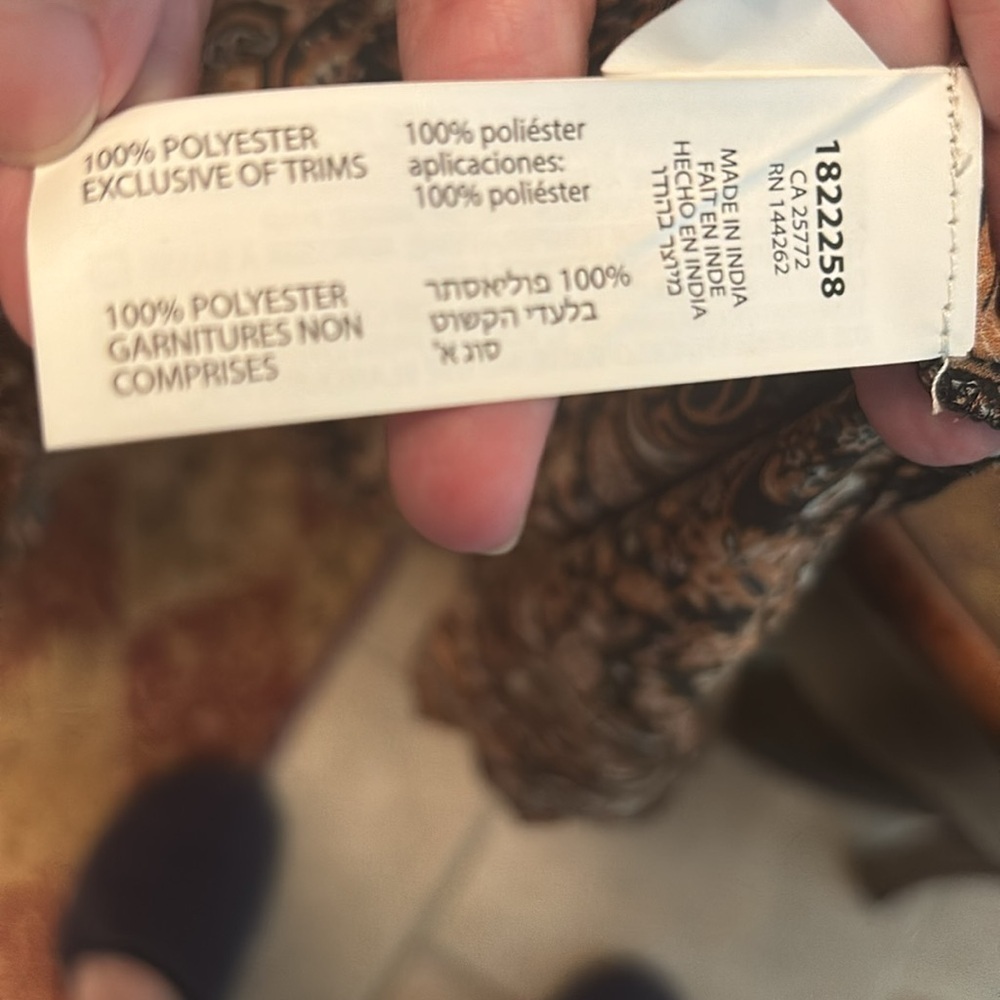 100% POLYESTER
EXCLUSIVE OF TRIMS
100% POLYESTER
GARNITURES NON
COMPRISES
100% poliéster
aplicaciones:
100% poliéster
100% פוליאסתר
בלעדי הקשוט
סוג א'
MADE IN INDIA
FAIT EN INDE
HECHO EN INDIA
מיוצר בהודו
1822258
CA 25772
RN 144262